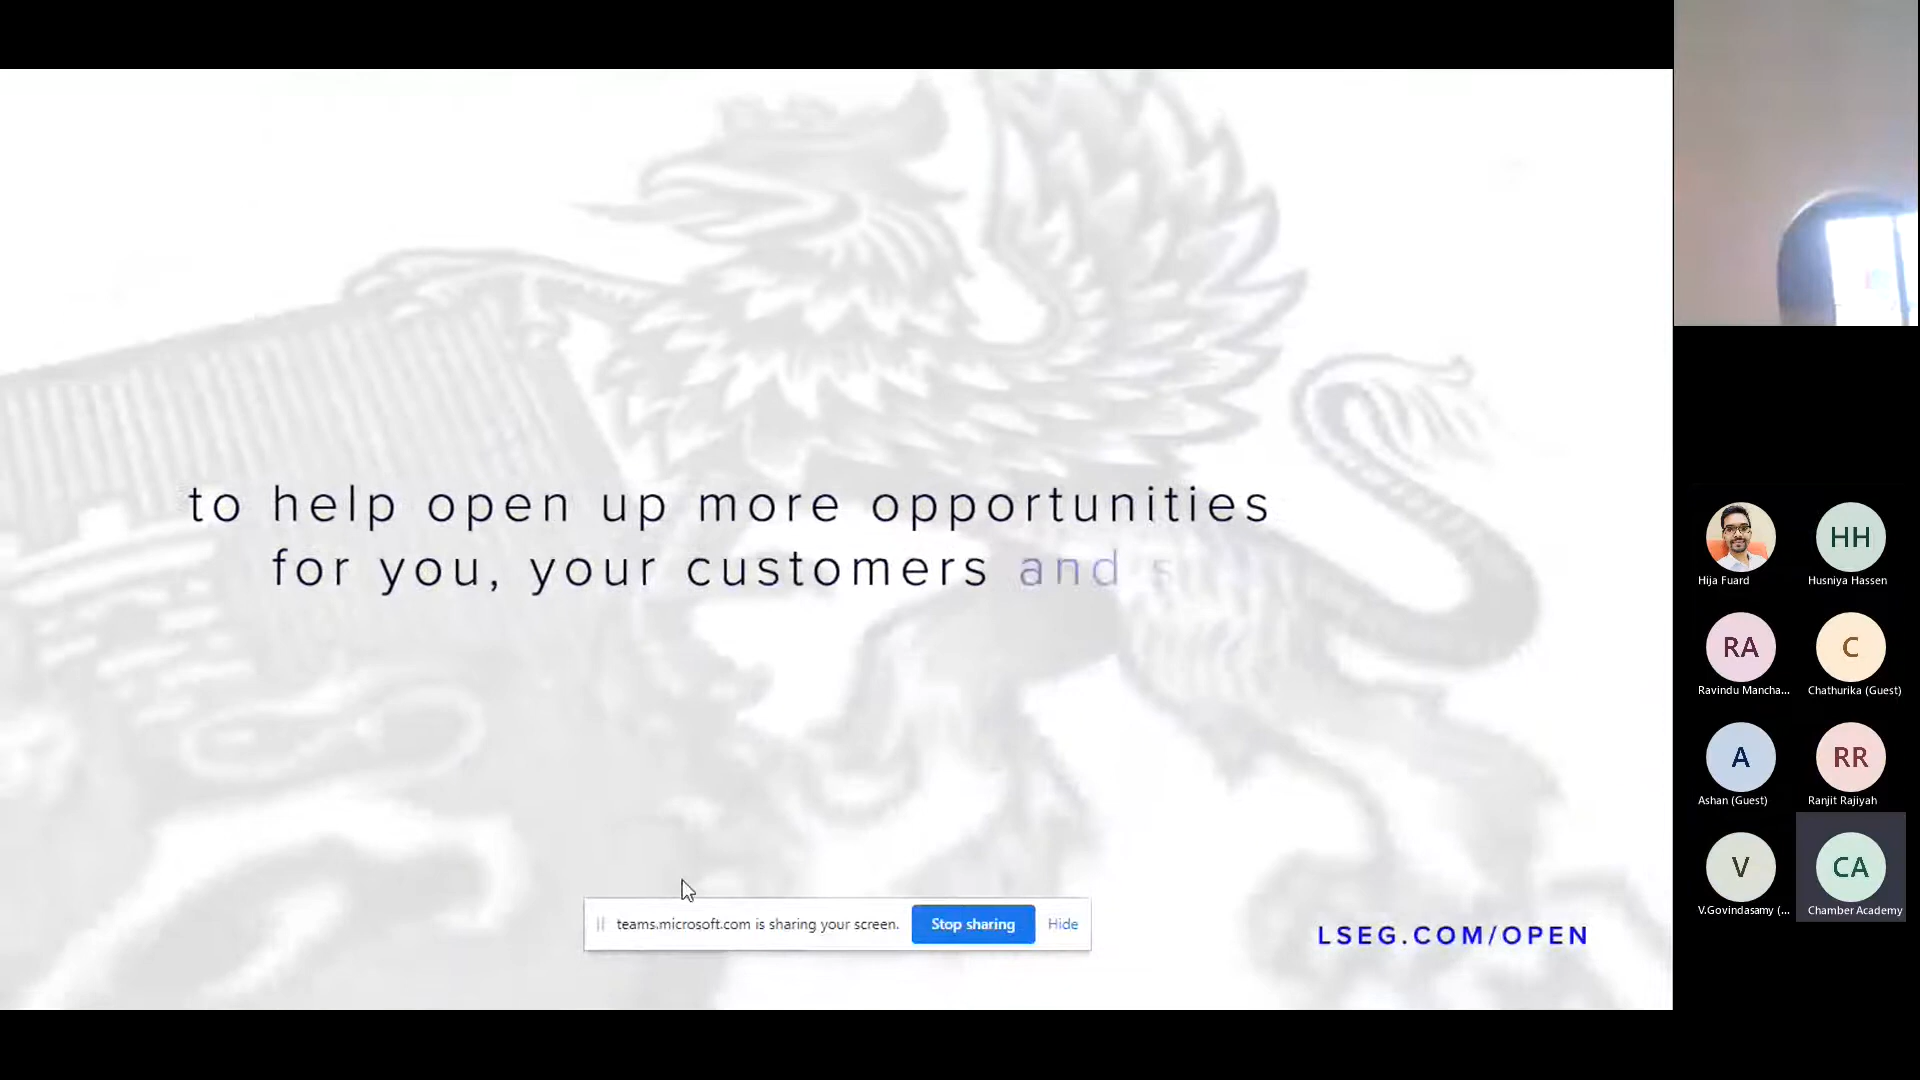 to help open up more opportunities
for you, your customers and s
teams.microsoft.com is sharing your screen.
Stop sharing
Hide
LSEG.COM/OPEN
HH
Hija Fuard
Husniya Hassen
RA
C
Ravindu Mancha...
Chathurika (Guest)
A
RR
Ashan (Guest)
Ranjit Rajiyah
V
CA
V.Govindasamy (...
Chamber Academy